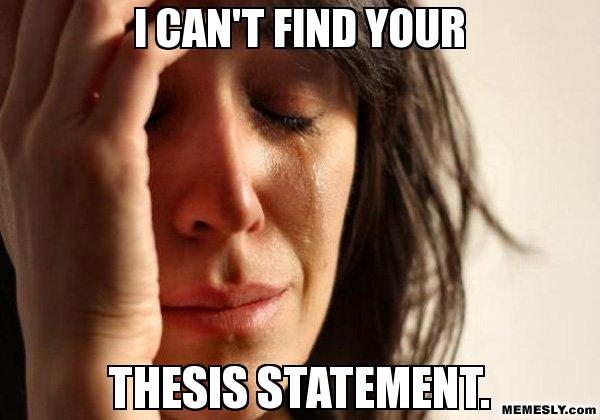 I CAN'T FIND YOUR
THESIS STATEMENT.
MEMESLY.com